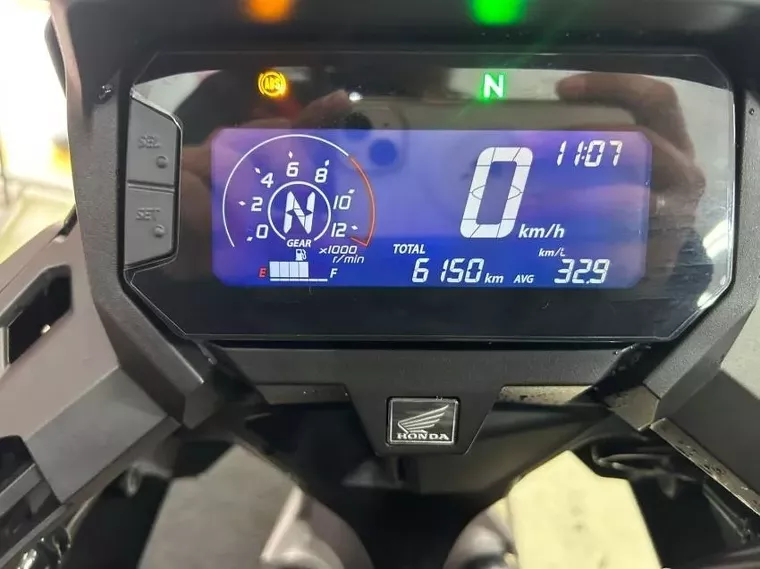 ABS N
SEL
SET
11:07
0 km/h
0 2 4 6 8 10 12
N
GEAR
x1000
r/min
E F
TOTAL
6150 km
km/L
AVG 32.9
HONDA